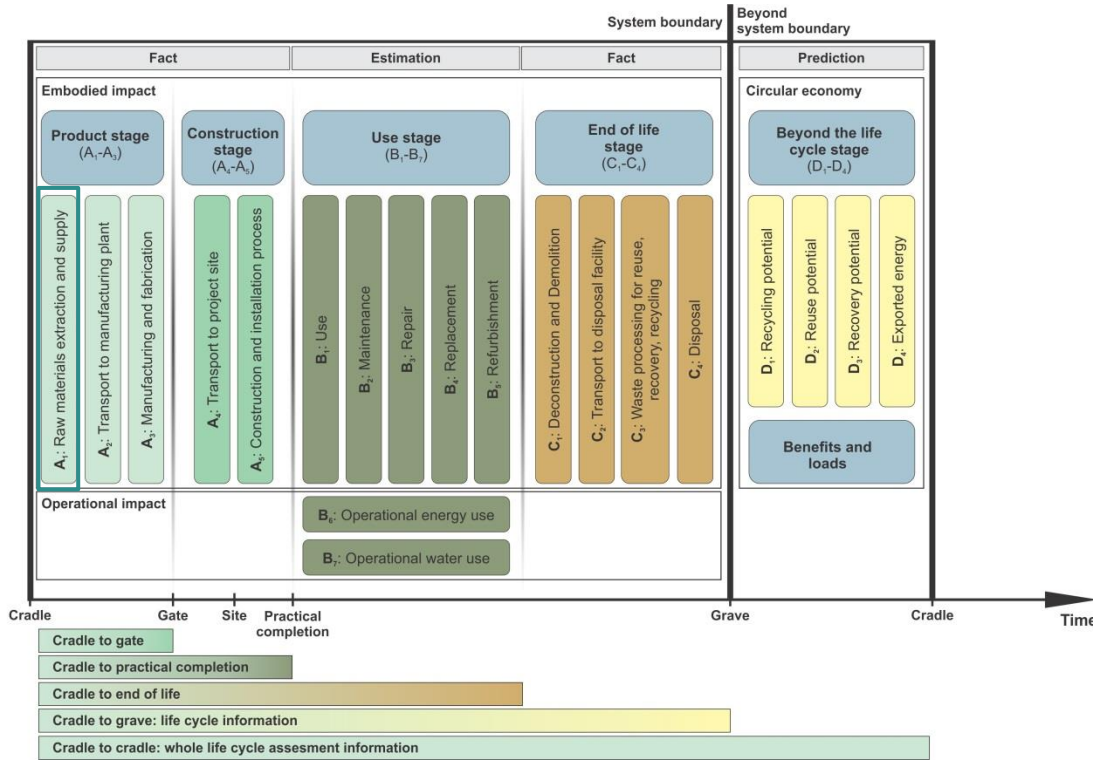 System boundary
Beyond
system boundary
Fact
Estimation
Fact
Prediction
Embodied impact
Circular economy
Product stage
(A₁-A₃)
Construction
stage
(A₄-A₅)
Use stage
(B₁-B₇)
End of life
stage
(C₁-C₄)
Beyond the life
cycle stage
(D₁-D₄)
A₁: Raw materials extraction and supply
A₂: Transport to manufacturing plant
A₃: Manufacturing and fabrication
A₄: Transport to project site
A₅: Construction and installation process
B₁: Use
B₂: Maintenance
B₃: Repair
B₄: Replacement
B₅: Refurbishment
C₁: Deconstruction and Demolition
C₂: Transport to disposal facility
C₃: Waste processing for reuse,
recovery, recycling
C₄: Disposal
D₁: Recycling potential
D₂: Reuse potential
D₃: Recovery potential
D₄: Exported energy
Benefits and
loads
Operational impact
B₆: Operational energy use
B₇: Operational water use
Cradle
Gate
Site
Practical
completion
Grave
Cradle
Time
Cradle to gate
Cradle to practical completion
Cradle to end of life
Cradle to grave: life cycle information
Cradle to cradle: whole life cycle assesment information